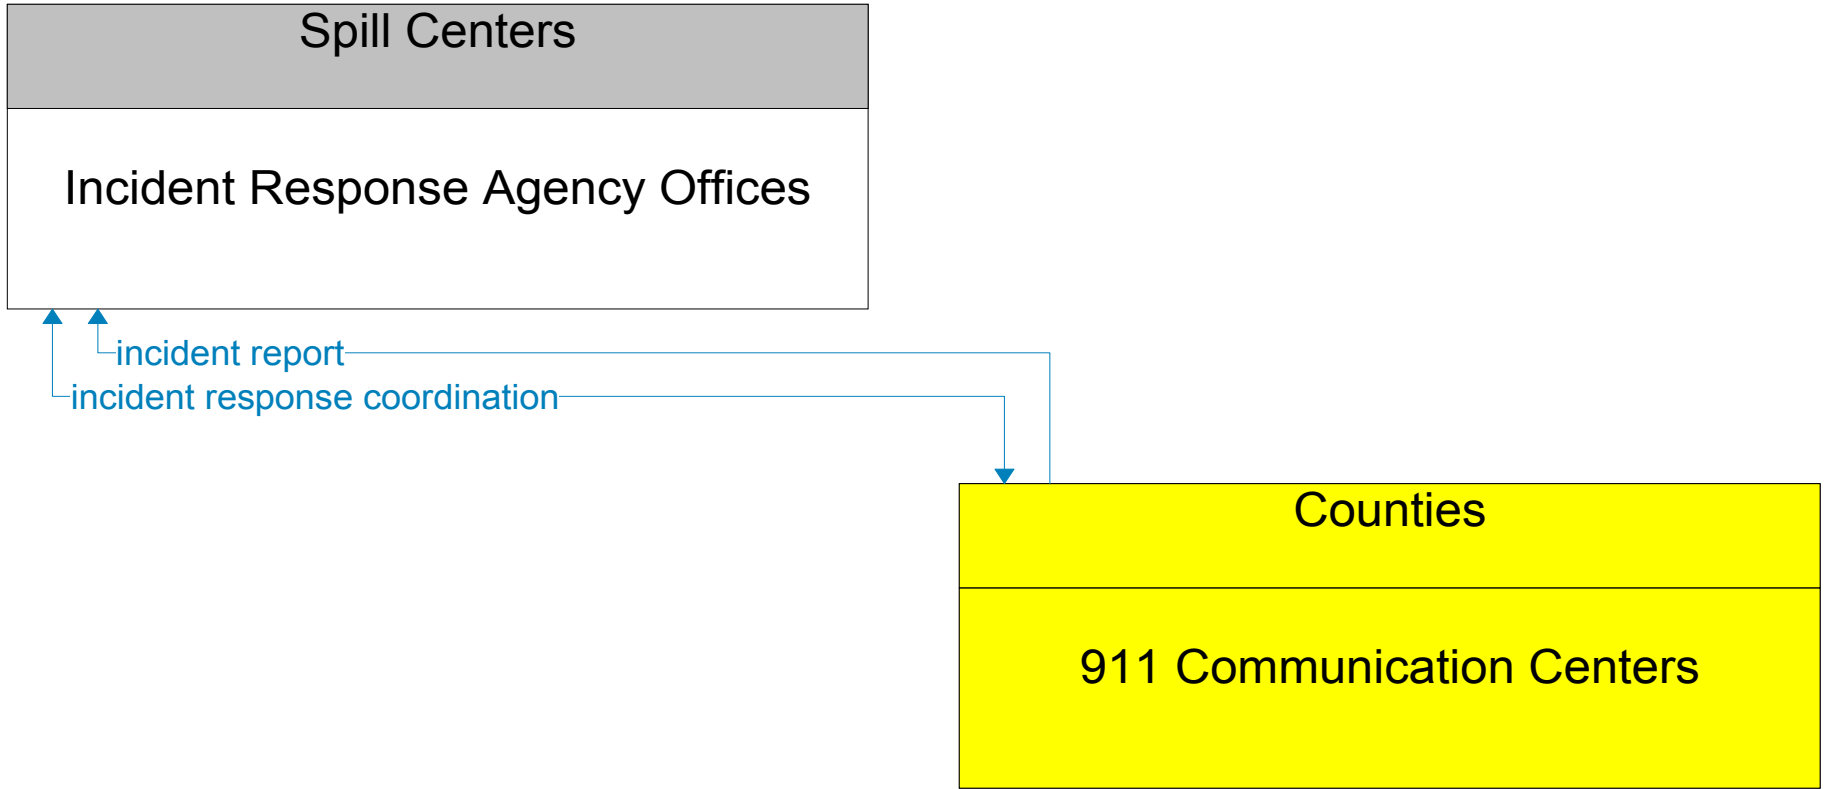 Spill Centers
Incident Response Agency Offices
incident report
incident response coordination
Counties
911 Communication Centers